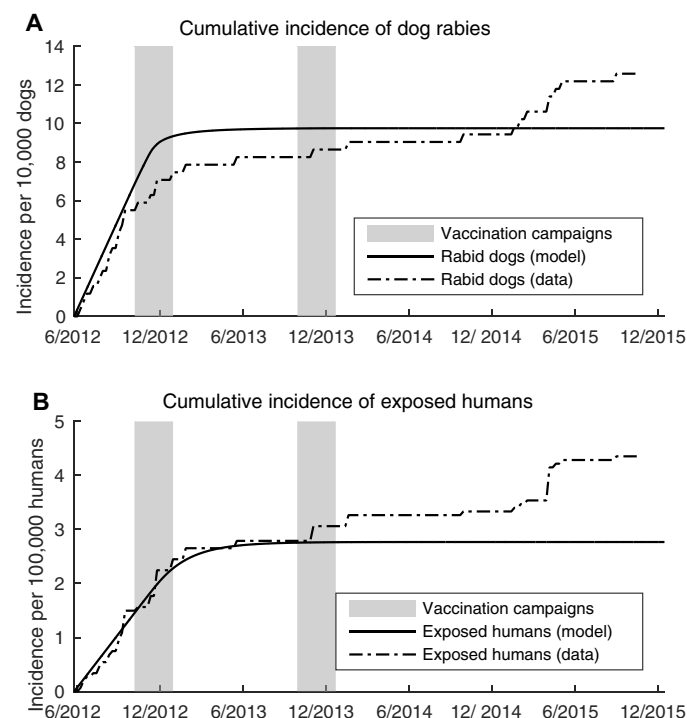 A
Cumulative incidence of dog rabies
Incidence per 10,000 dogs
14
12
10
8
6
4
2
0
Vaccination campaigns
Rabid dogs (model)
Rabid dogs (data)
6/2012 12/2012 6/2013 12/2013 6/2014 12/ 2014 6/2015 12/2015
B
Cumulative incidence of exposed humans
Incidence per 100,000 humans
5
4
3
2
1
0
Vaccination campaigns
Exposed humans (model)
Exposed humans (data)
6/2012 12/2012 6/2013 12/2013 6/2014 12/ 2014 6/2015 12/2015